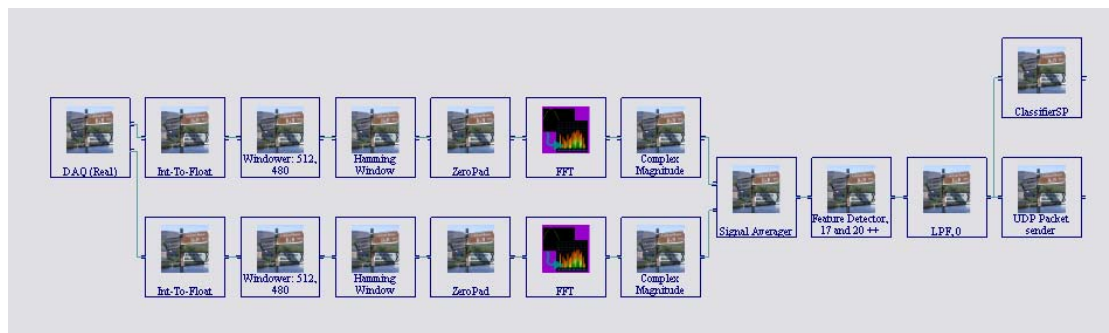 ClassifierSP
DAQ (Real)
Int-To-Float
Windower: 512,
480
Hamming
Window
ZeroPad
FFT
Complex
Magnitude
Signal Averager
Feature Detector,
17 and 20 ++
LPF, 0
UDP Packet
sender
Int-To-Float
Windower: 512,
480
Hamming
Window
ZeroPad
FFT
Complex
Magnitude